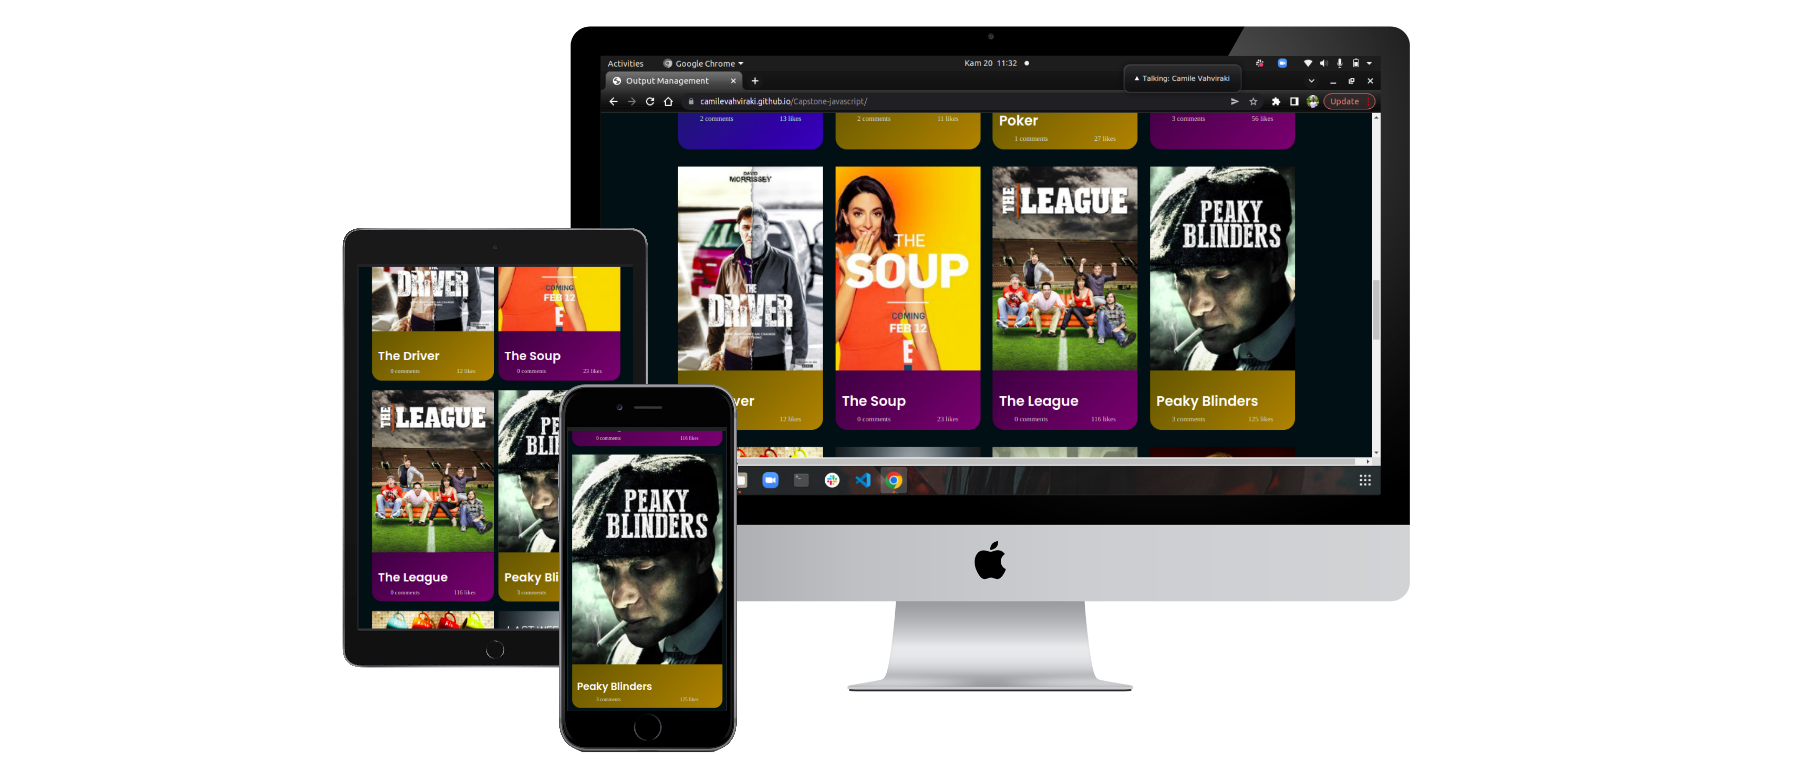 Activities
Google Chrome
Kam 20 11:32
Output Management
Talking: Camile Vahviraki
camilevahviraki.github.io/Capstone-javascript/
Update
2 comments 13 likes
2 comments 11 likes
Poker
1 comments 27 likes
3 comments 56 likes
DAVID
MORRISSEY
THE
DRIVER
THE
SOUP
COMING
FEB 12
E
THE LEAGUE
PEAKY
BLINDERS
ver
12 likes
The Soup
0 comments 23 likes
The League
0 comments 116 likes
Peaky Blinders
3 comments 125 likes
DRIVER
COMING
FEB 12
E
The Driver
0 comments 12 likes
The Soup
0 comments 23 likes
THE LEAGUE
PE
BLI
The League
0 comments 116 likes
Peaky Bli
3 comments
LAST WEE
0 comments 116 likes
PEAKY
BLINDERS
Peaky Blinders
3 comments